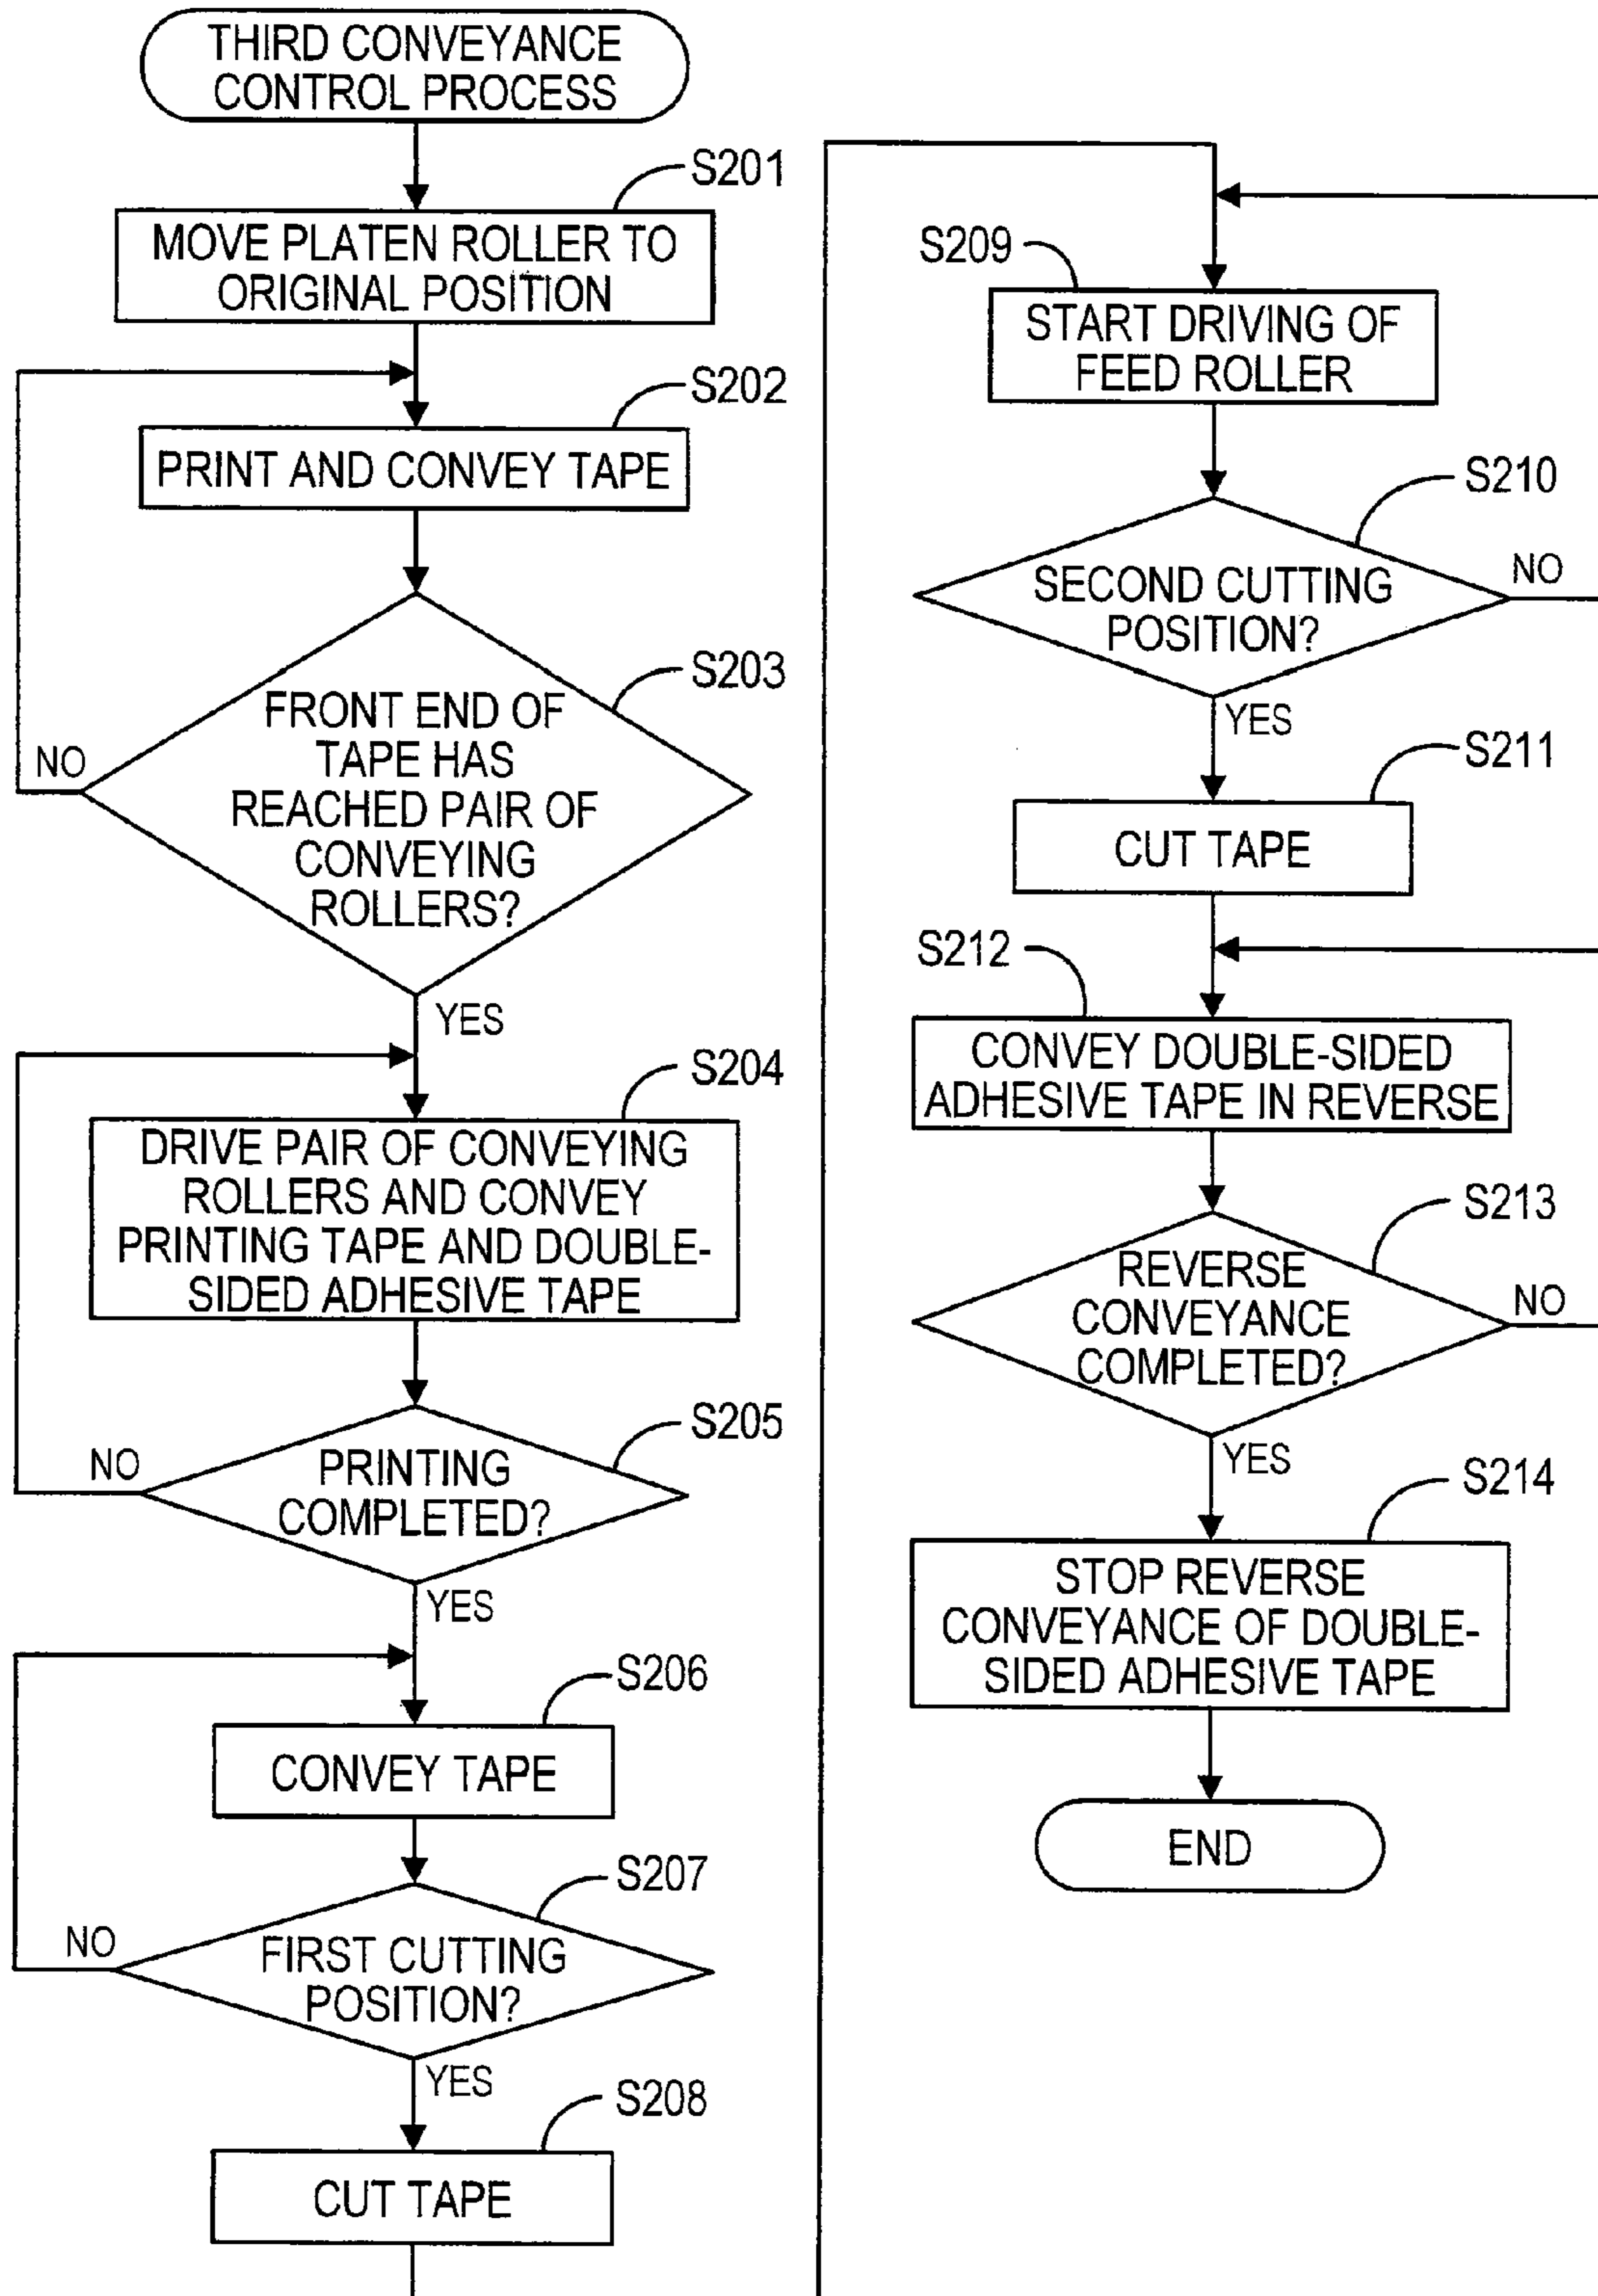 THIRD CONVEYANCE
CONTROL PROCESS
S201
MOVE PLATEN ROLLER TO
ORIGINAL POSITION
S202
PRINT AND CONVEY TAPE
S203
FRONT END OF
TAPE HAS
REACHED PAIR OF
CONVEYING
ROLLERS?
NO
YES
S204
DRIVE PAIR OF CONVEYING
ROLLERS AND CONVEY
PRINTING TAPE AND DOUBLE-
SIDED ADHESIVE TAPE
S205
PRINTING
COMPLETED?
NO
YES
S206
CONVEY TAPE
S207
FIRST CUTTING
POSITION?
NO
YES
S208
CUT TAPE
S209
START DRIVING OF
FEED ROLLER
S210
SECOND CUTTING
POSITION?
NO
YES
S211
CUT TAPE
S212
CONVEY DOUBLE-SIDED
ADHESIVE TAPE IN REVERSE
S213
REVERSE
CONVEYANCE
COMPLETED?
NO
YES
S214
STOP REVERSE
CONVEYANCE OF DOUBLE-
SIDED ADHESIVE TAPE
END